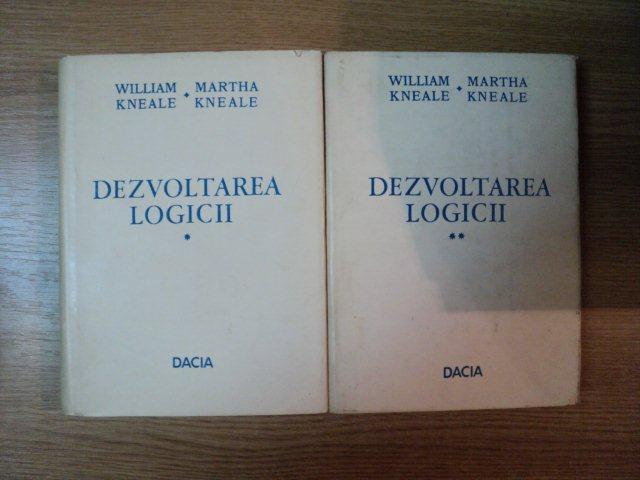 WILLIAM ✦ MARTHA
KNEALE KNEALE
DEZVOLTAREA
LOGICII
*
DACIA
WILLIAM ✦ MARTHA
KNEALE KNEALE
DEZVOLTAREA
LOGICII
**
DACIA